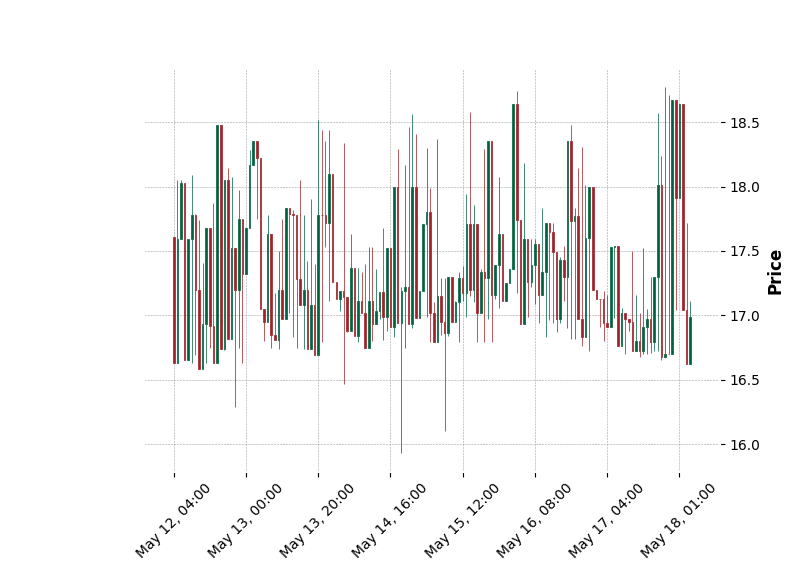 18.5
18.0
17.5
17.0
16.5
16.0
Price
May 12, 04:00
May 13, 00:00
May 13, 20:00
May 14, 16:00
May 15, 12:00
May 16, 08:00
May 17, 04:00
May 18, 01:00